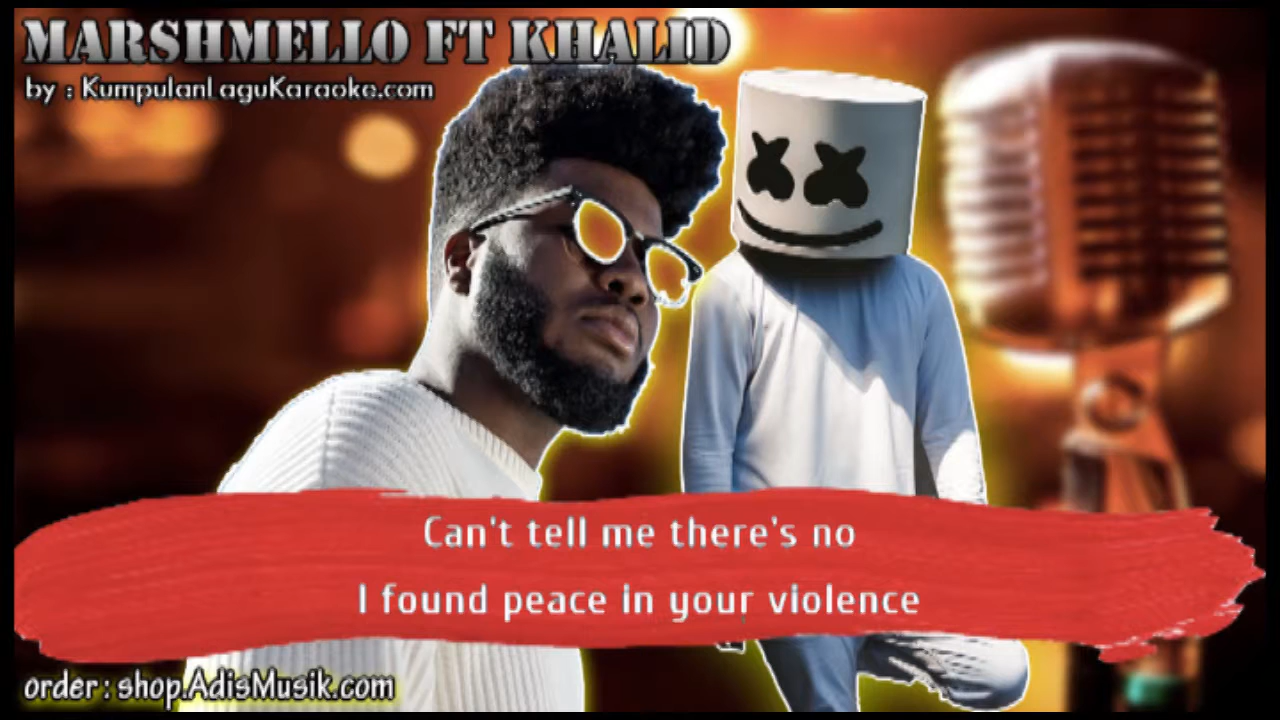 MARSHMELLO FT KHALID
by : KumpulanLaguKaraoke.com
Can't tell me there's no
I found peace in your violence
order : shop.AdisMusik.com